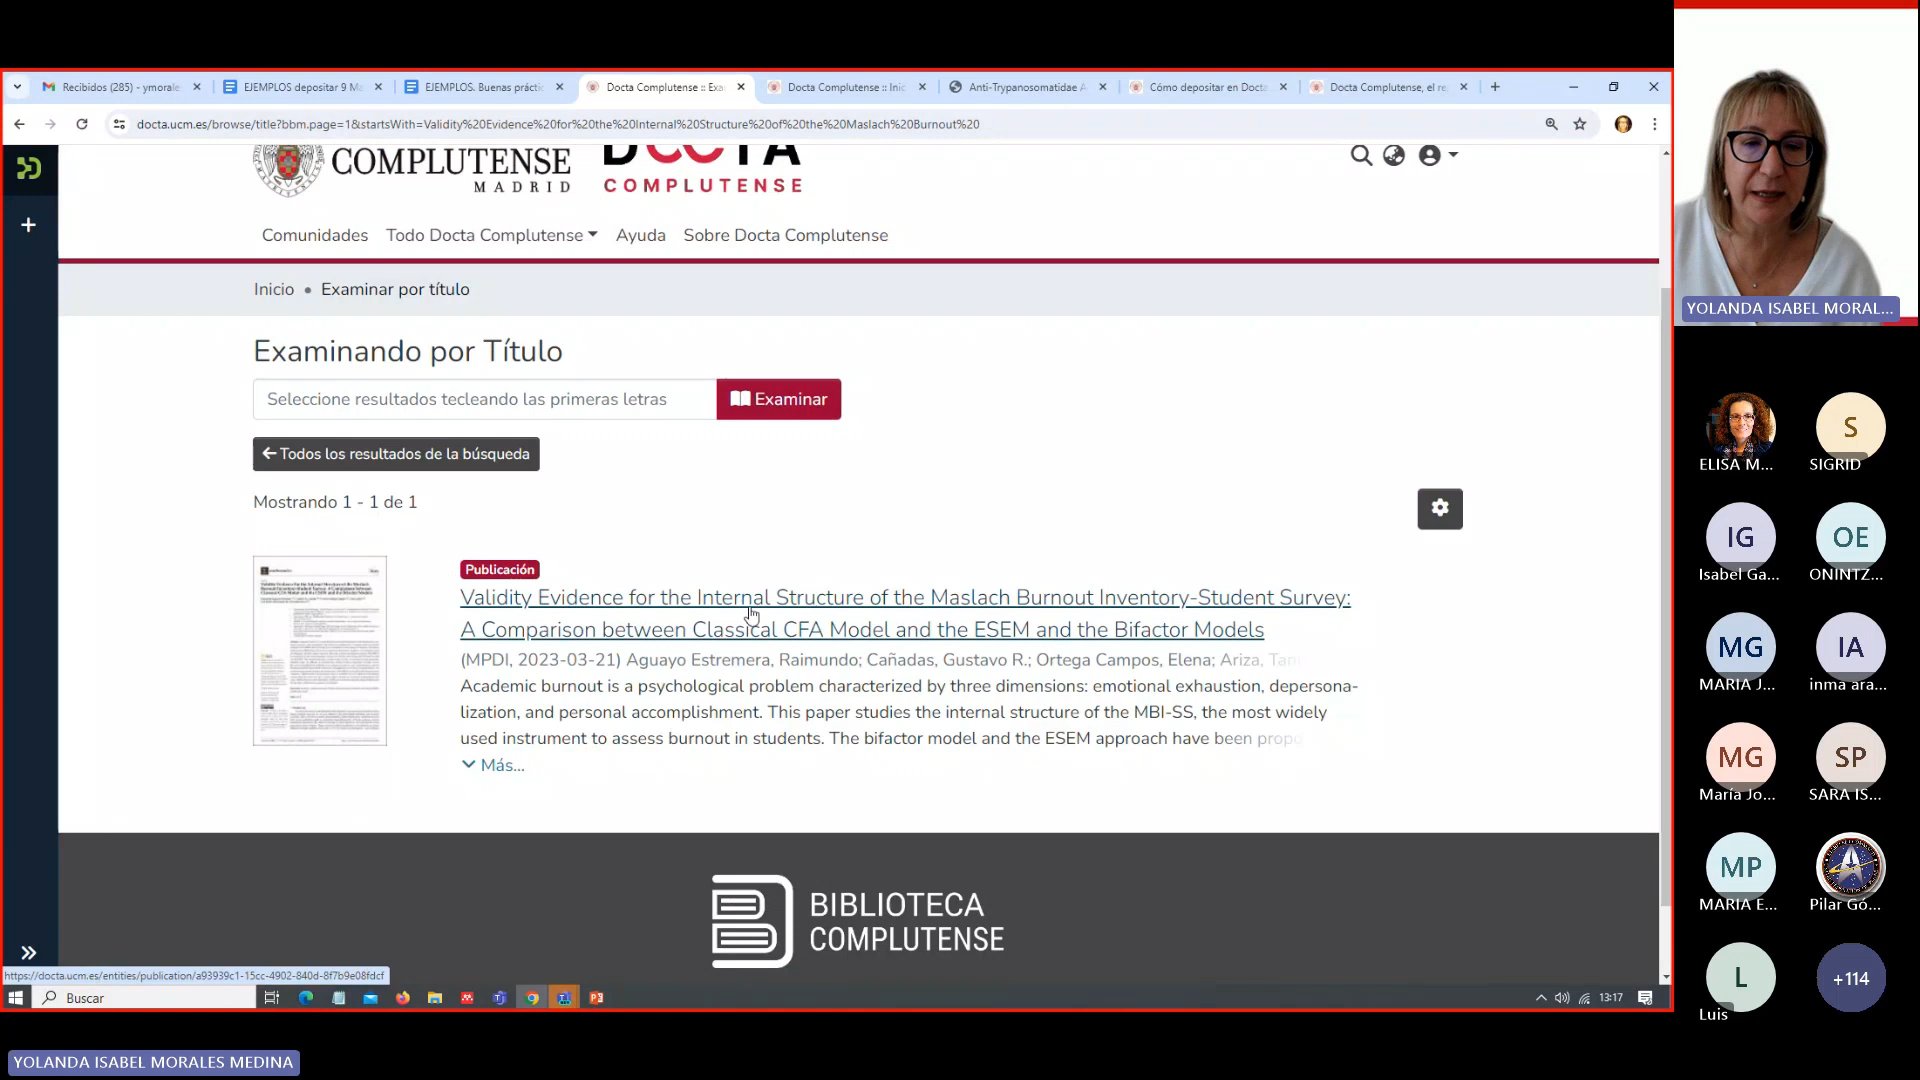 Recibidos (285) - ymorale
EJEMPLOS depositar 9 Ma
EJEMPLOS. Buenas práctic
Docta Complutense :: Exa
Docta Complutense :: Inic
Anti-Trypanosomatidae A
Cómo depositar en Docta
Docta Complutense, el re
docta.ucm.es/browse/title?bbm.page=1&startsWith=Validity%20Evidence%20for%20the%20Internal%20Structure%20of%20the%20Maslach%20Burnout%20
COMPLUTENSE
MADRID
DOCTA
COMPLUTENSE
Comunidades
Todo Docta Complutense
Ayuda
Sobre Docta Complutense
Inicio • Examinar por título
Examinando por Título
Seleccione resultados tecleando las primeras letras
Examinar
Todos los resultados de la búsqueda
Mostrando 1 - 1 de 1
Publicación
Validity Evidence for the Internal Structure of the Maslach Burnout Inventory-Student Survey:
A Comparison between Classical CFA Model and the ESEM and the Bifactor Models
(MPDI, 2023-03-21) Aguayo Estremera, Raimundo; Cañadas, Gustavo R.; Ortega Campos, Elena; Ariza, Tan
Academic burnout is a psychological problem characterized by three dimensions: emotional exhaustion, depersona-
lization, and personal accomplishment. This paper studies the internal structure of the MBI-SS, the most widely
used instrument to assess burnout in students. The bifactor model and the ESEM approach have been propo
Más...
BIBLIOTECA
COMPLUTENSE
https://docta.ucm.es/entities/publication/a93939c1-15cc-4902-840d-8f7b9e08fdcf
Buscar
13:17
YOLANDA ISABEL MORAL...
ELISA M...
S
SIGRID
IG
Isabel Ga...
OE
ONINTZ...
MG
MARIA J...
IA
inma ara...
MG
María Jo...
SP
SARA IS...
MP
MARIA E...
Pilar Gó...
L
Luis
+114
YOLANDA ISABEL MORALES MEDINA